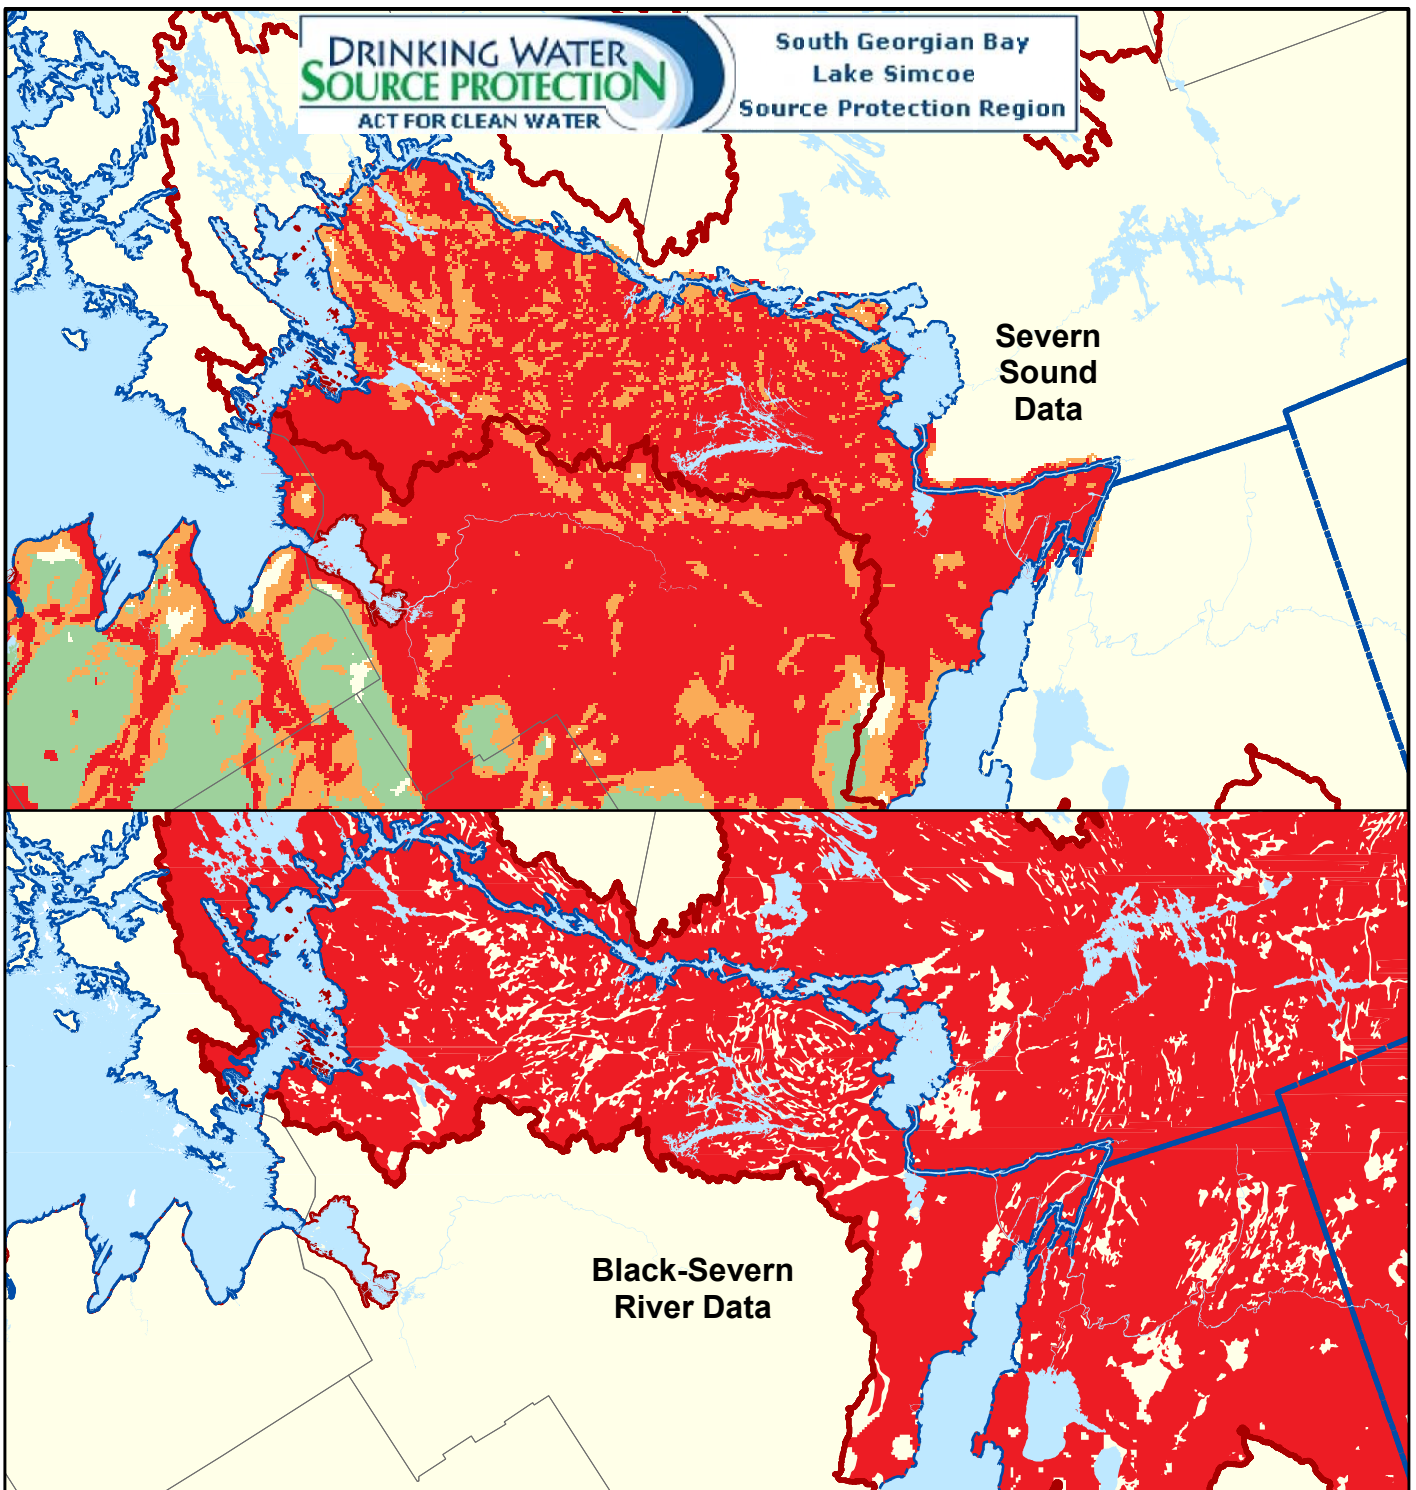 DRINKING WATER
SOURCE PROTECTION
ACT FOR CLEAN WATER
South Georgian Bay
Lake Simcoe
Source Protection Region
Severn
Sound
Data
Black-Severn
River Data